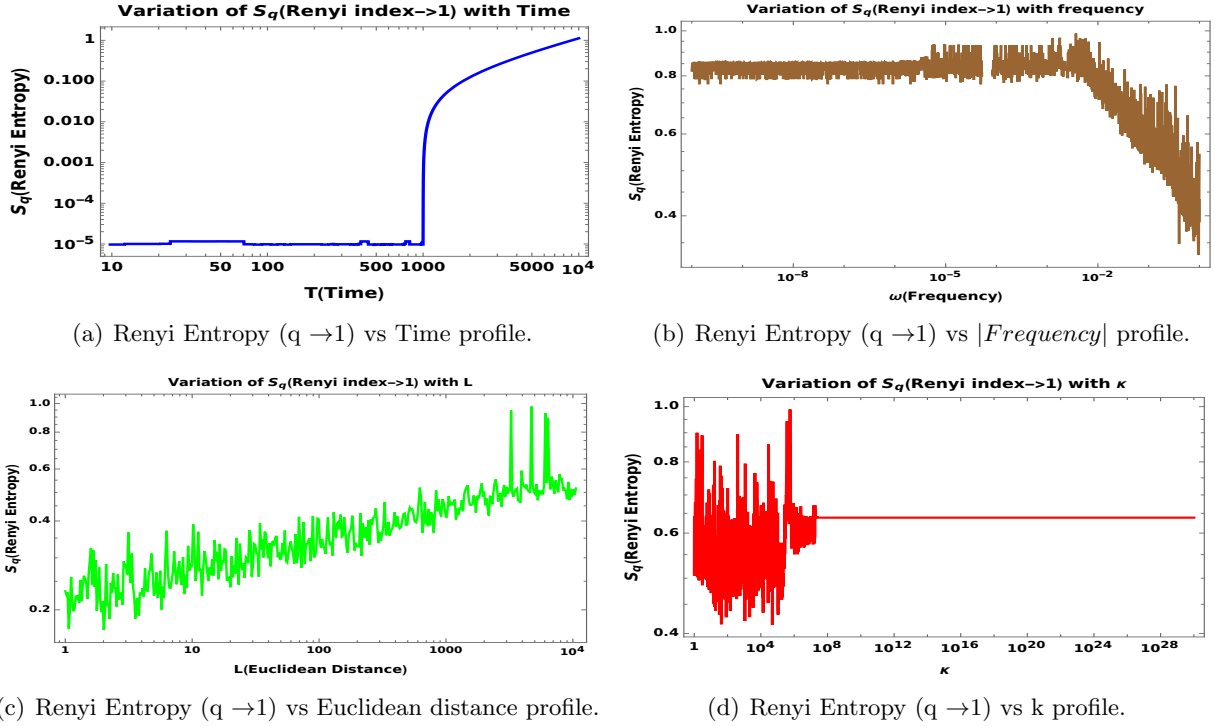 Variation of S_q(Renyi index->1) with Time
S_q(Renyi Entropy)
1
0.100
0.010
0.001
10^-4
10^-5
10 50 100 500 1000 5000 10^4
T(Time)
(a) Renyi Entropy (q →1) vs Time profile.
Variation of S_q(Renyi index->1) with frequency
S_q(Renyi Entropy)
1.0
0.8
0.6
0.4
10^-8 10^-5 10^-2
ω(Frequency)
(b) Renyi Entropy (q →1) vs |Frequency| profile.
Variation of S_q(Renyi index->1) with L
S_q(Renyi Entropy)
1.0
0.8
0.6
0.4
0.2
1 10 100 1000 10^4
L(Euclidean Distance)
(c) Renyi Entropy (q →1) vs Euclidean distance profile.
Variation of S_q(Renyi index->1) with κ
S_q(Renyi Entropy)
1.0
0.8
0.6
0.4
1 10^4 10^8 10^12 10^16 10^20 10^24 10^28
κ
(d) Renyi Entropy (q →1) vs k profile.